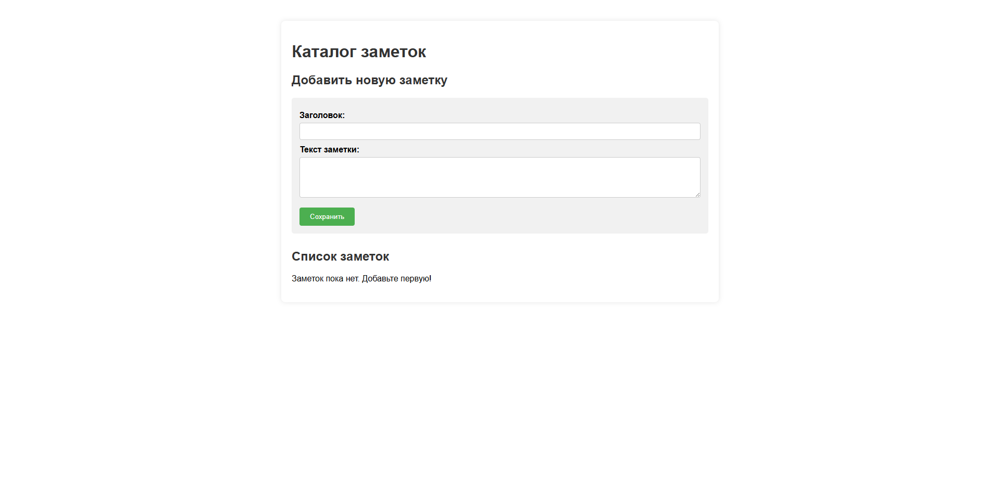 Каталог заметок
Добавить новую заметку
Заголовок:
Текст заметки:
Сохранить
Список заметок
Заметок пока нет. Добавьте первую!